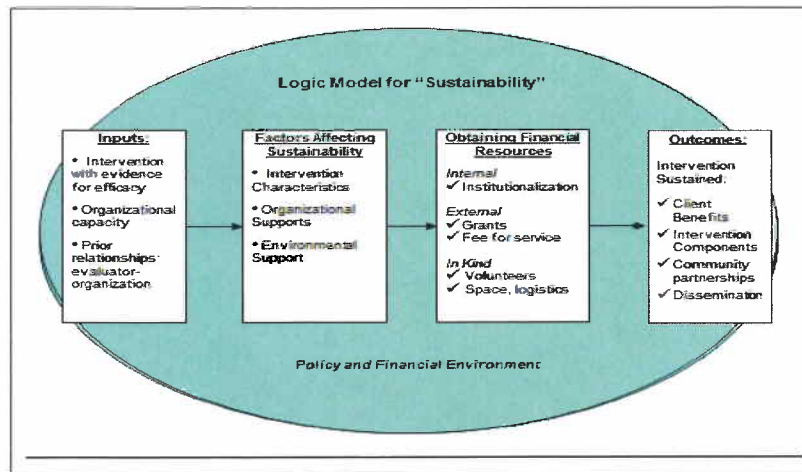 Logic Model for "Sustainability"
Inputs:
• Intervention
with evidence
for efficacy
• Organizational
capacity
• Prior
relationships:
evaluator-
organization
Factors Affecting
Sustainability
• Intervention
Characteristics
• Organizational
Supports
• Environmental
Support
Obtaining Financial
Resources
Internal
✓ Institutionalization
External
✓ Grants
✓ Fee for service
In Kind
✓ Volunteers
✓ Space, logistics
Outcomes:
Intervention
Sustained:
✓ Client
Benefits
✓ Intervention
Components
✓ Community
partnerships
✓ Dissemination
Policy and Financial Environment